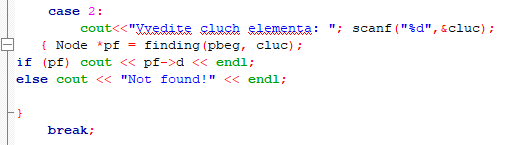 case 2:
cout<<"Vvedite cluch elementa: "; scanf("%d",&cluc);
{ Node *pf = finding(pbeg, cluc);
if (pf) cout << pf->d << endl;
else cout << "Not found!" << endl;
}
break;